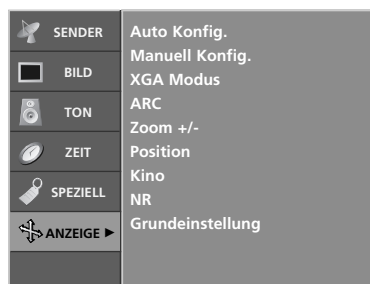 SENDER
BILD
TON
ZEIT
SPEZIELL
ANZEIGE ►
Auto Konfig.
Manuell Konfig.
XGA Modus
ARC
Zoom +/-
Position
Kino
NR
Grundeinstellung